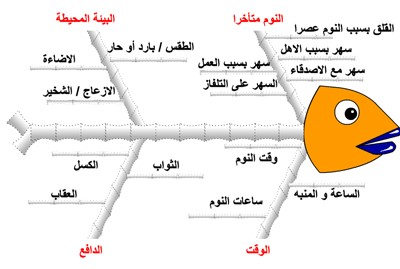 النوم متأخرا
القلق بسبب النوم عصرا
سهر بسبب الاهل
سهر بسبب العمل
سهر مع الاصدقاء
السهر على التلفاز
البيئة المحيطة
الطقس / بارد أو حار
الاضاءة
الازعاج / الشخير
وقت النوم
الساعة و المنبه
ساعات النوم
الوقت
الثواب
الكسل
العقاب
الدافع